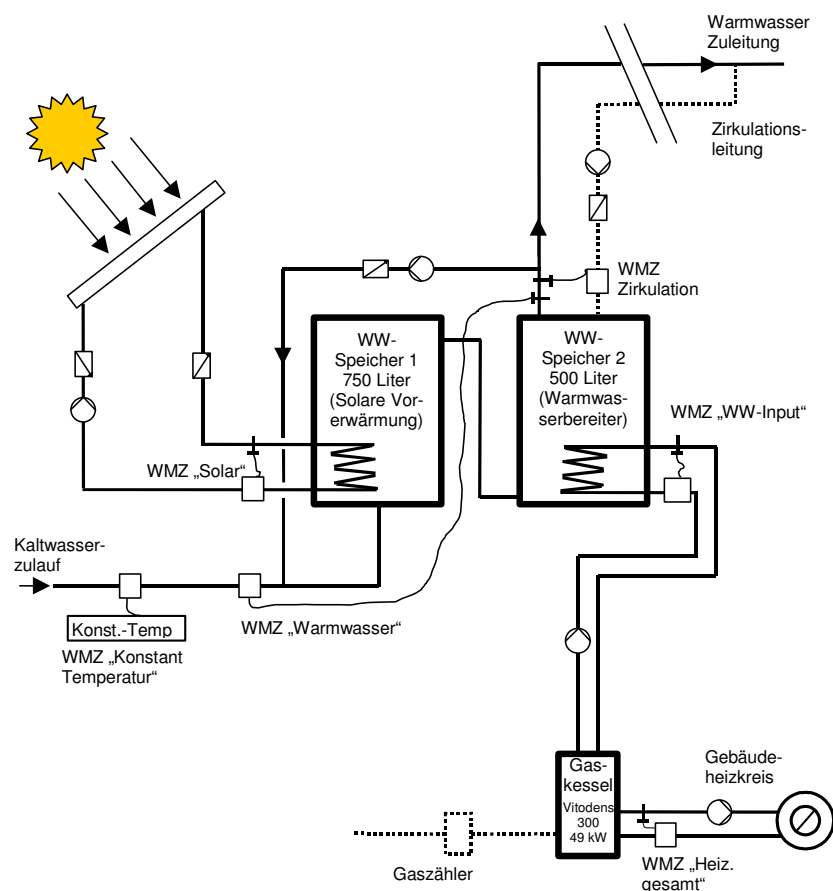 Warmwasser
Zuleitung
Zirkulations-
leitung
WMZ
Zirkulation
WW-
Speicher 1
750 Liter
(Solare Vor-
erwärmung)
WW-
Speicher 2
500 Liter
(Warmwas-
serbereiter)
WMZ „WW-Input“
WMZ „Solar“
Kaltwasser-
zulauf
Konst.-Temp
WMZ „Konstant
Temperatur“
WMZ „Warmwasser“
Gas-
kessel
Vitodens
300
49 kW
Gebäude-
heizkreis
Gaszähler
WMZ „Heiz.
gesamt“